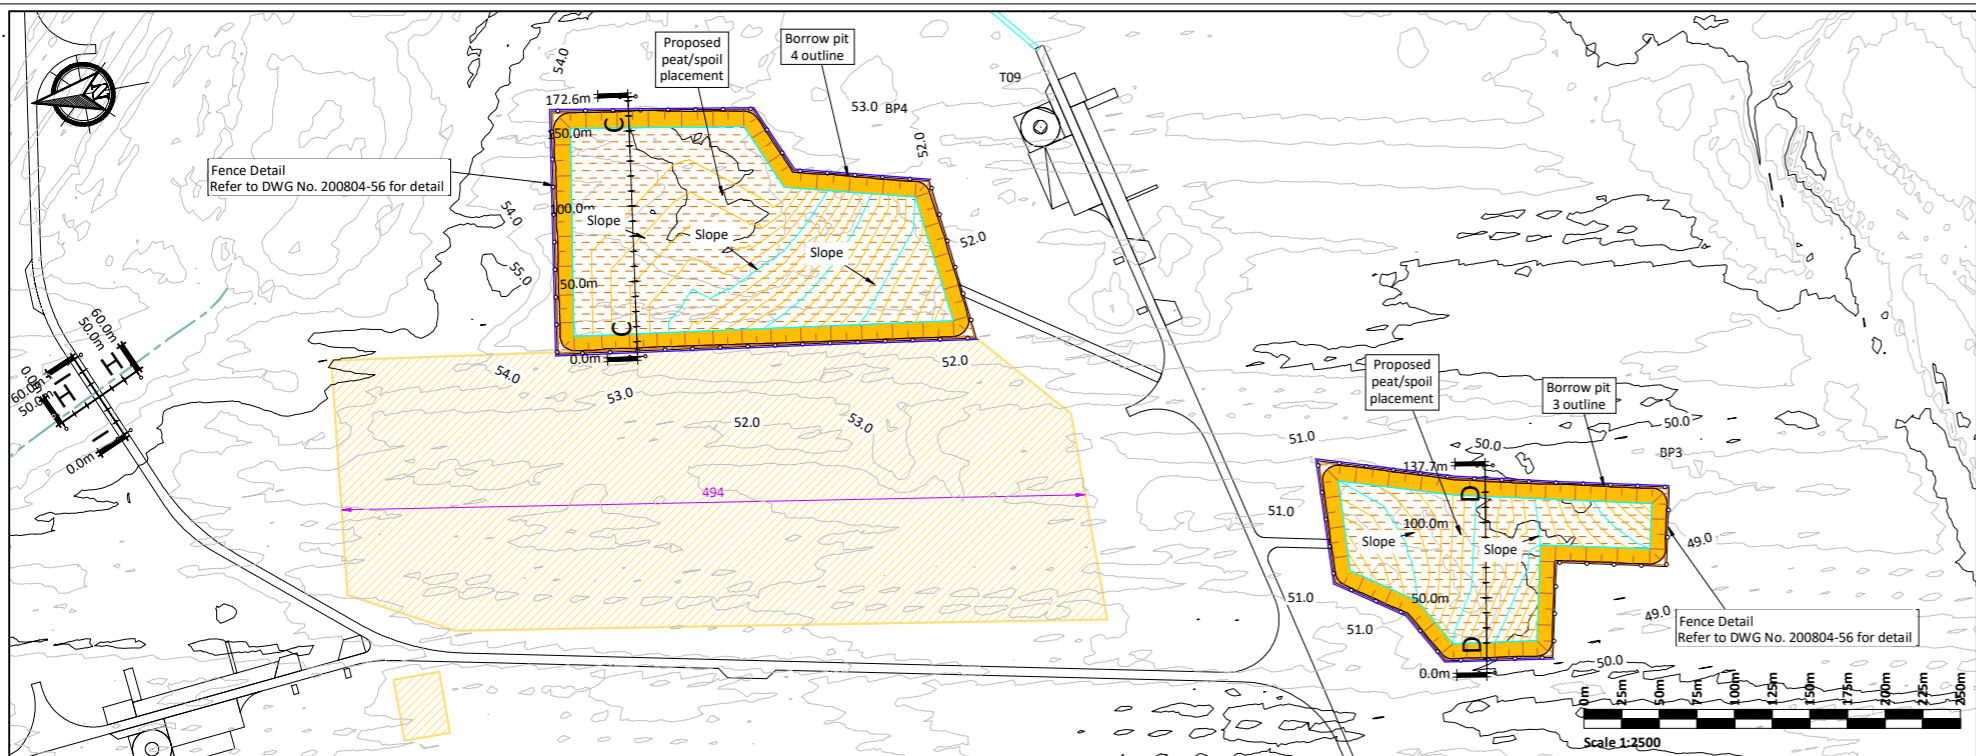 Proposed
peat/spoil
placement
Borrow pit
4 outline
54.0
T09
172.6m
53.0
BP4
C
150.0m
52.0
Fence Detail
Refer to DWG No. 200804-56 for detail
100.0m
54.0
Slope
Slope
Slope
52.0
55.0
50.0m
C
0.0m
60.0m
50.0m
H
I
H
60.0m
50.0m
I
0.0m
54.0
53.0
52.0
52.0
53.0
494
Proposed
peat/spoil
placement
Borrow pit
3 outline
50.0
51.0
50.0
BP3
137.7m
D
51.0
100.0m
Slope
Slope
49.0
51.0
50.0m
49.0
51.0
Fence Detail
Refer to DWG No. 200804-56 for detail
D
50.0
0.0m
0m
25m
50m
75m
100m
125m
150m
175m
200m
225m
250m
Scale 1:2500